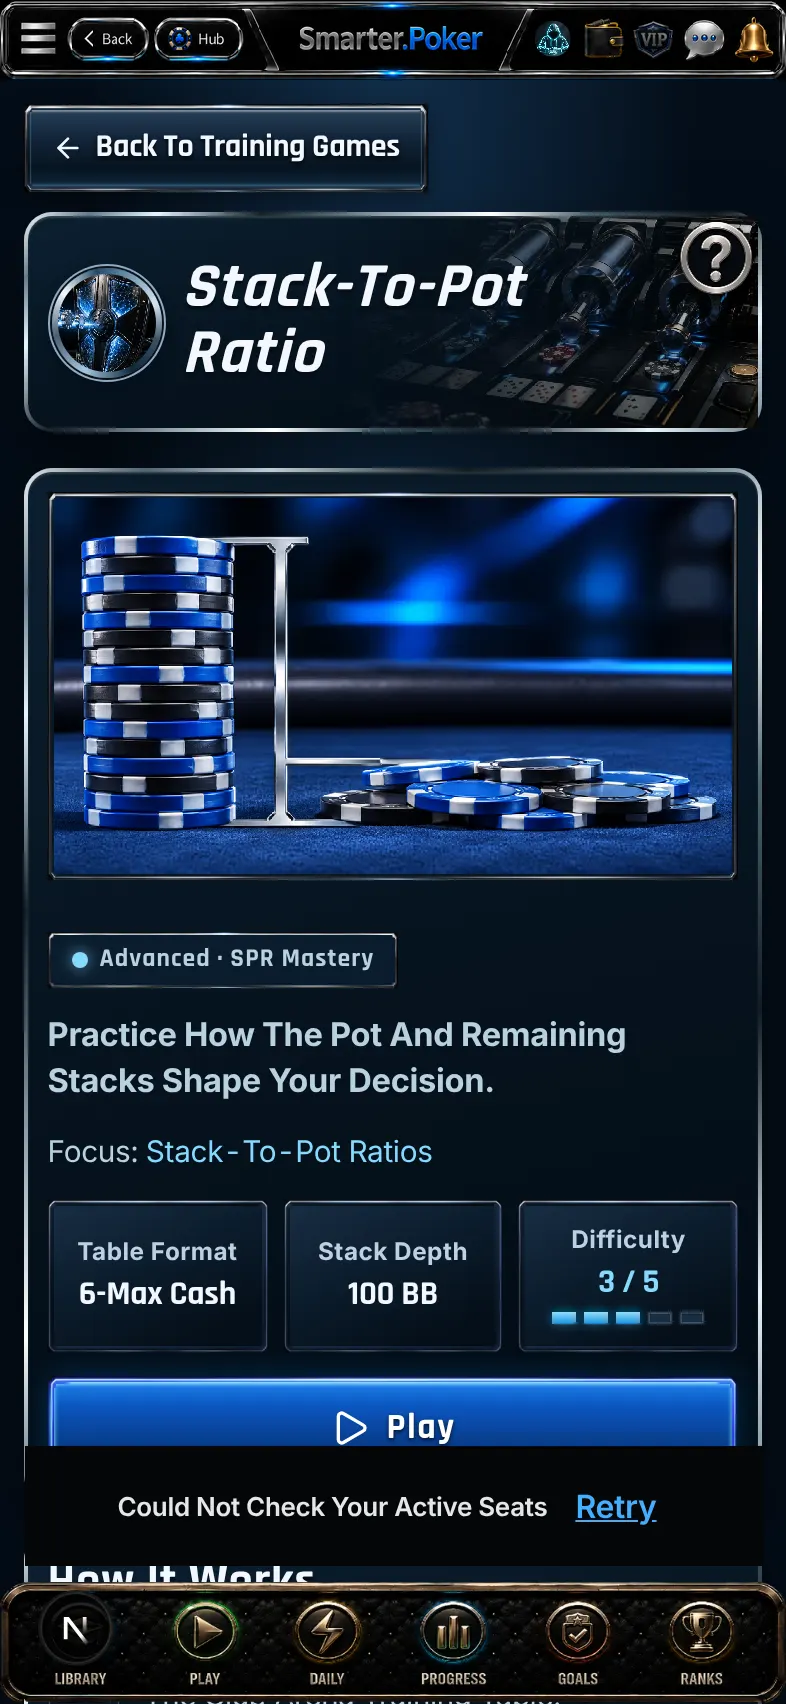 Back
Hub
Smarter.Poker
VIP
Back To Training Games
Stack-To-Pot
Ratio
?
Advanced · SPR Mastery
Practice How The Pot And Remaining
Stacks Shape Your Decision.
Focus: Stack-To-Pot Ratios
Table Format
6-Max Cash
Stack Depth
100 BB
Difficulty
3 / 5
Play
Could Not Check Your Active Seats Retry
How It Works
N
LIBRARY
PLAY
DAILY
PROGRESS
GOALS
RANKS